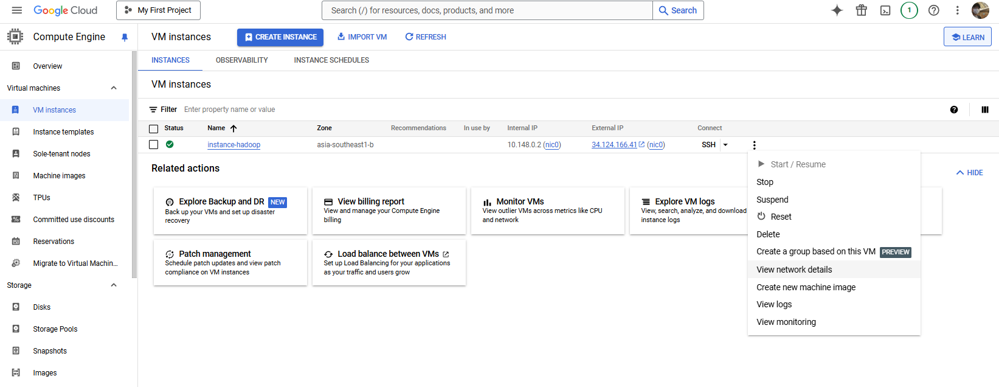 Google Cloud
My First Project
Search (/) for resources, docs, products, and more
Search
1
Compute Engine
VM instances
CREATE INSTANCE
IMPORT VM
REFRESH
LEARN
Overview
Virtual machines
VM instances
Instance templates
Sole-tenant nodes
Machine images
TPUs
Committed use discounts
Reservations
Migrate to Virtual Machin...
Storage
Disks
Storage Pools
Snapshots
Images
INSTANCES OBSERVABILITY INSTANCE SCHEDULES
VM instances
Filter Enter property name or value
Status Name Zone Recommendations In use by Internal IP External IP Connect
instance-hadoop asia-southeast1-b 10.148.0.2 (nic0) 34.124.166.41 (nic0) SSH
Related actions
HIDE
Explore Backup and DR NEW
Back up your VMs and set up disaster
recovery
View billing report
View and manage your Compute Engine
billing
Monitor VMs
View outlier VMs across metrics like CPU
and network
Explore VM logs
View, search, analyze, and download
instance logs
Patch management
Schedule patch updates and view patch
compliance on VM instances
Load balance between VMs
Set up Load Balancing for your applications
as your traffic and users grow
Start / Resume
Stop
Suspend
Reset
Delete
Create a group based on this VM PREVIEW
View network details
Create new machine image
View logs
View monitoring